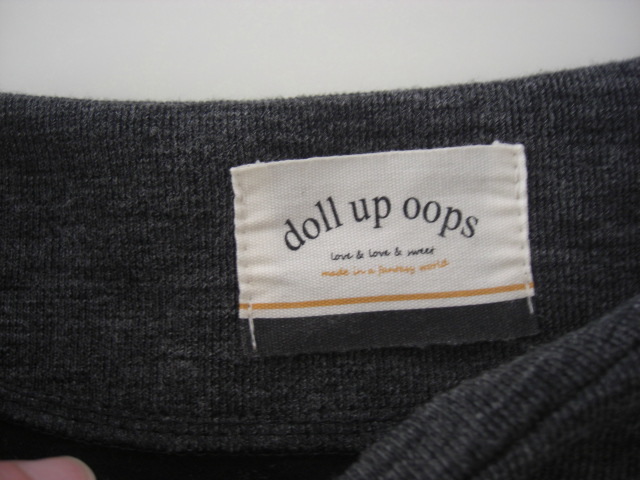 doll up oops
love & love & sweet
made in a fantasy world